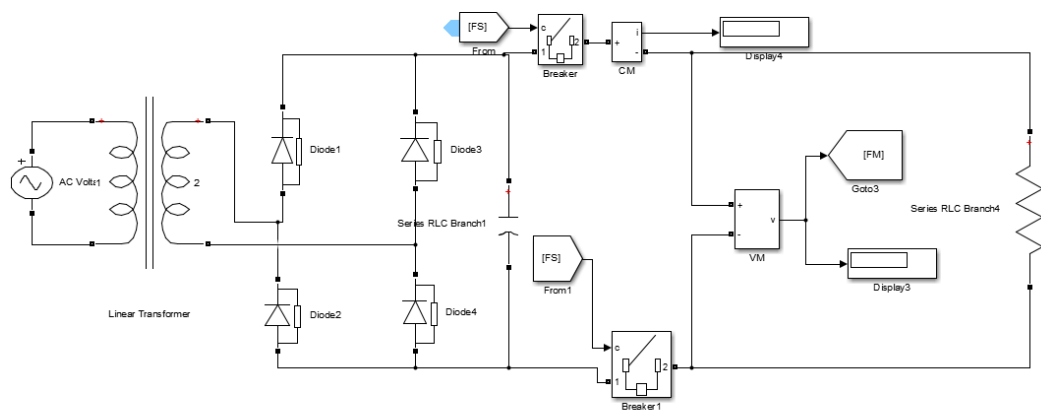 [FS]
From
c
1
2
Breaker
+
i
-
CM
Display4
+
AC Volta1
2
+
+
Linear Transformer
Diode1
Diode3
Diode2
Diode4
+
Series RLC Branch1
[FS]
From1
c
1
2
Breaker1
+
-
v
VM
[FM]
Goto3
Display3
+
Series RLC Branch4